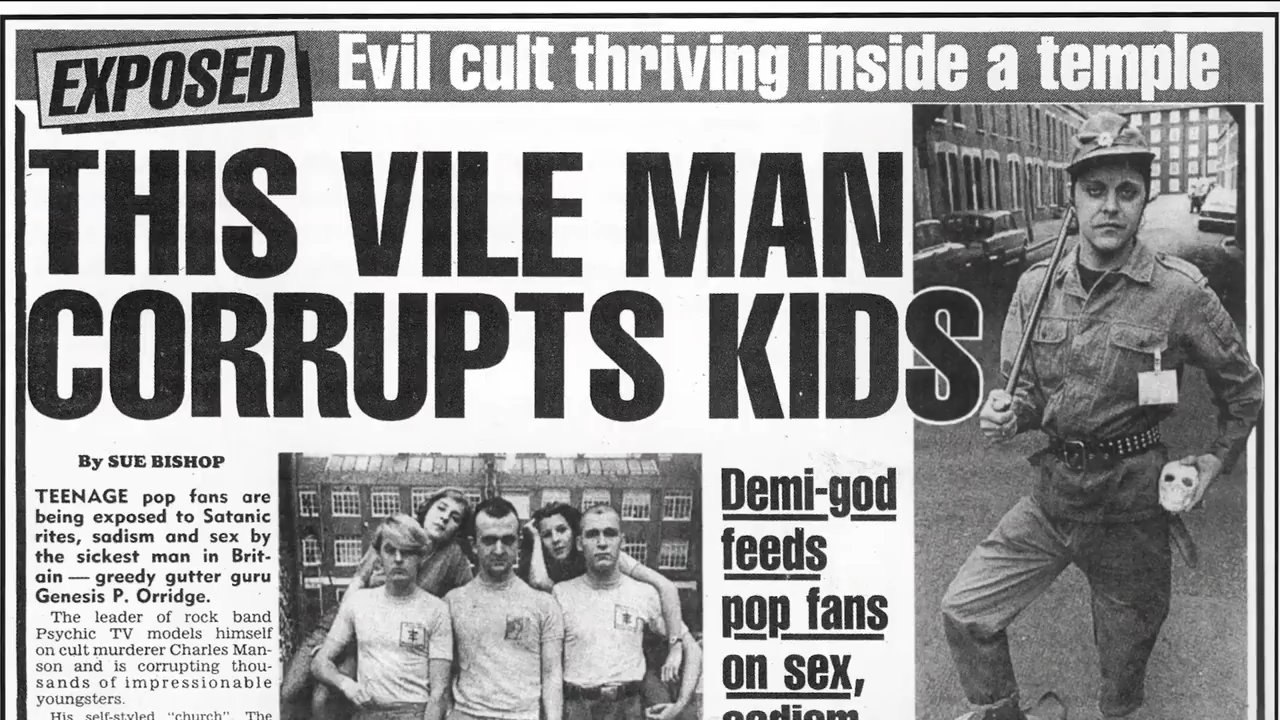 EXPOSED
Evil cult thriving inside a temple
THIS VILE MAN
CORRUPTS KIDS
By SUE BISHOP
TEENAGE pop fans are
being exposed to Satanic
rites, sadism and sex by
the sickest man in Brit-
ain — greedy gutter guru
Genesis P. Orridge.
The leader of rock band
Psychic TV models himself
on cult murderer Charles Man-
son and is corrupting thou-
sands of impressionable
youngsters.
His self-styled "church", The
Demi-god
feeds
pop fans
on sex,
sadism